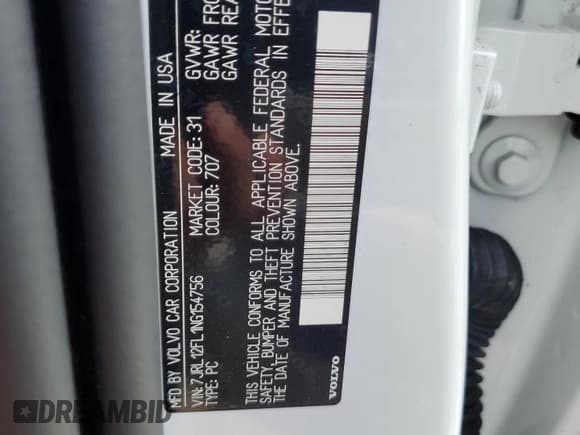 MFD BY VOLVO CAR CORPORATION MADE IN USA
VIN: 7JRL12FL1NG154756 MARKET CODE: 31 GVWR:
TYPE: PC COLOUR: 707 GAWR FRO
GAWR REA
THIS VEHICLE CONFORMS TO ALL APPLICABLE FEDERAL MOTO
SAFETY, BUMPER AND THEFT PREVENTION STANDARDS IN EFFE
THE DATE OF MANUFACTURE SHOWN ABOVE.
VOLVO
DREAMBID